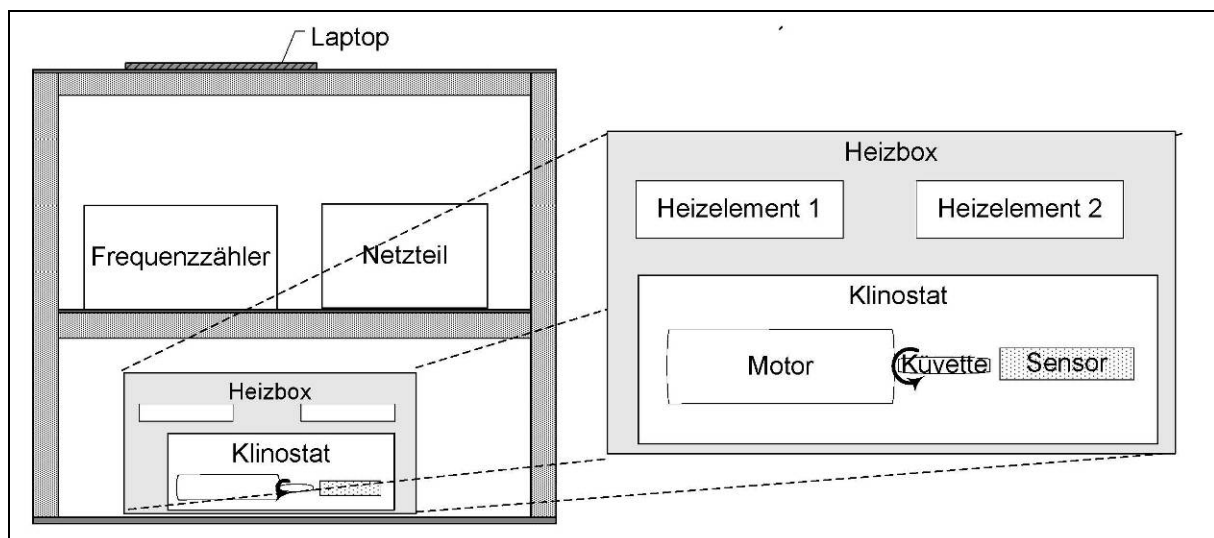 Laptop
Frequenzzähler
Netzteil
Heizbox
Klinostat
Heizbox
Heizelement 1
Heizelement 2
Klinostat
Motor
Küvette
Sensor